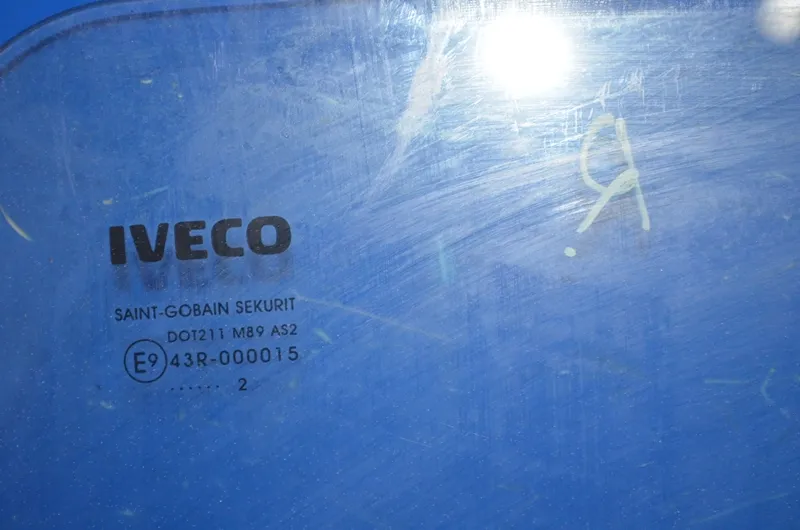 IVECO
SAINT-GOBAIN SEKURIT
DOT211 M89 AS2
E9 43R-000015
...... 2